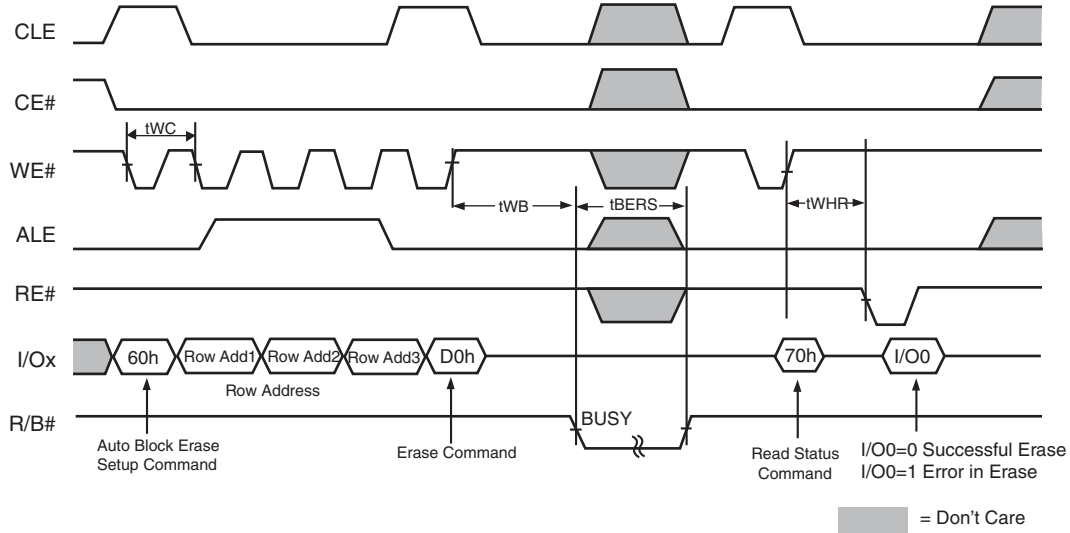 CLE
CE#
tWC
WE#
tWB
tBERS
tWHR
ALE
RE#
I/Ox
60h
Row Add1
Row Add2
Row Add3
D0h
70h
I/O0
Row Address
R/B#
BUSY
Auto Block Erase
Setup Command
Erase Command
Read Status
Command
I/O0=0 Successful Erase
I/O0=1 Error in Erase
= Don't Care